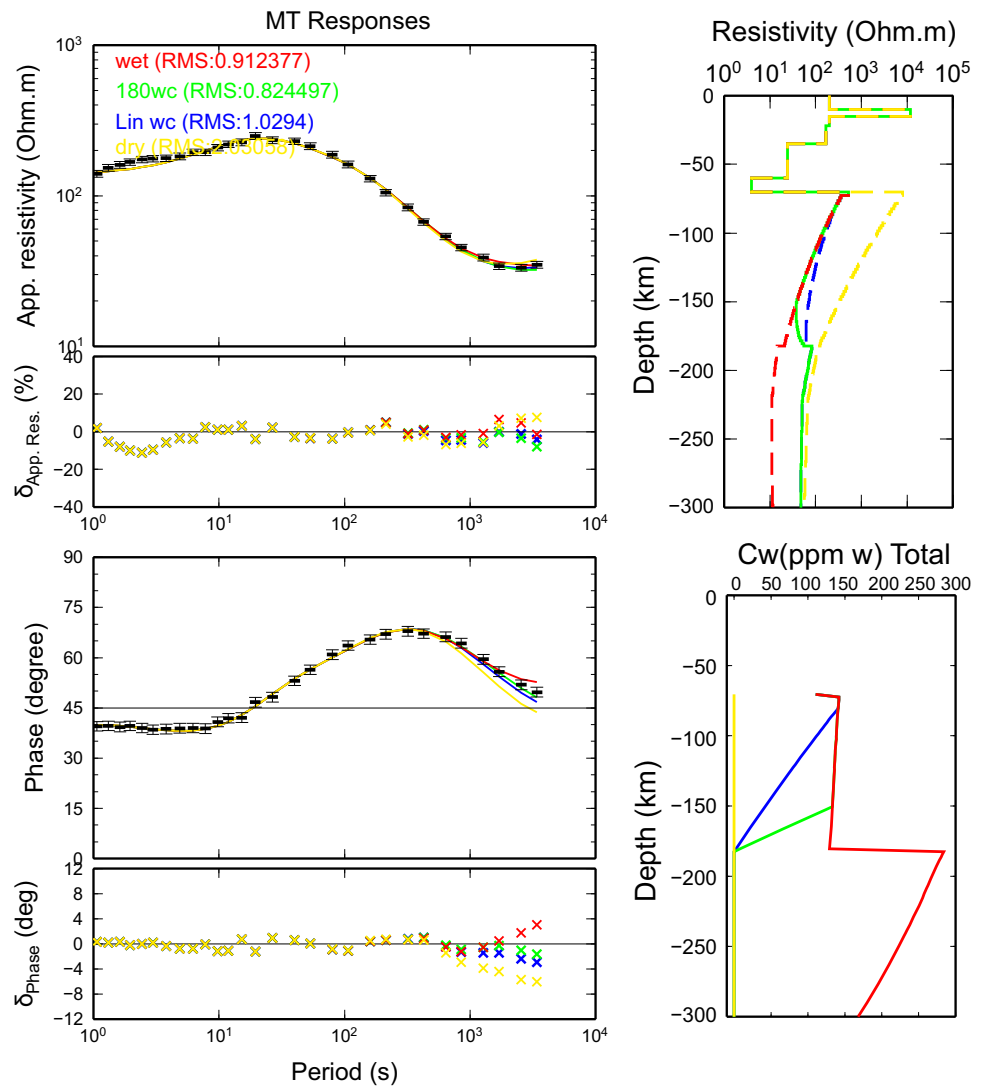 MT Responses
App. resistivity (Ohm.m)
10³
10²
10¹
wet (RMS:0.912377)
180wc (RMS:0.824497)
Lin wc (RMS:1.0294)
dry (RMS:2.03058)
δApp. Res. (%)
40
20
0
−20
−40
10⁰ 10¹ 10² 10³ 10⁴
Phase (degree)
90
75
60
45
30
15
0
δPhase (deg)
12
8
4
0
−4
−8
−12
10⁰ 10¹ 10² 10³ 10⁴
Period (s)
Resistivity (Ohm.m)
10⁰ 10¹ 10² 10³ 10⁴ 10⁵
Depth (km)
0
−50
−100
−150
−200
−250
−300
Cw(ppm w) Total
0 50 100 150 200 250 300
Depth (km)
0
−50
−100
−150
−200
−250
−300